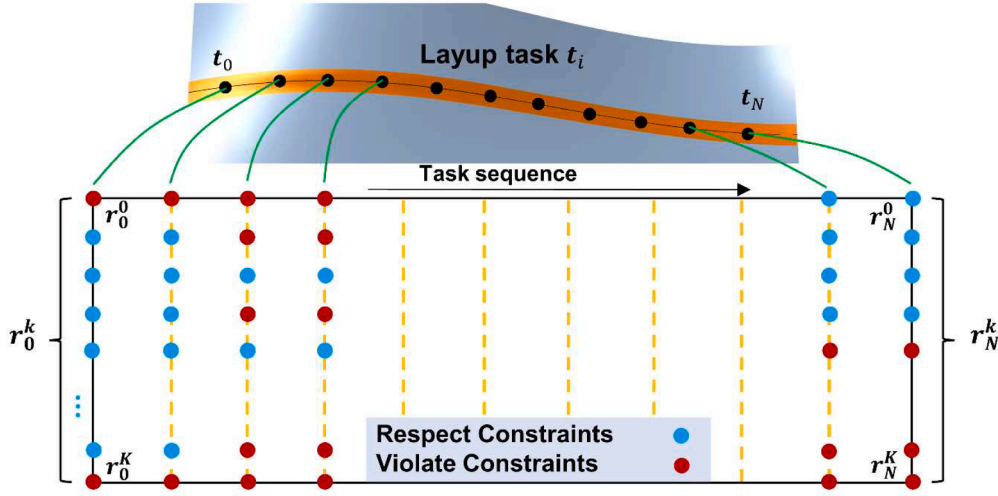 Layup task t_i
t_0
t_N
Task sequence
r_0^0
r_N^0
r_0^k
r_N^k
...
Respect Constraints
Violate Constraints
r_0^K
r_N^K